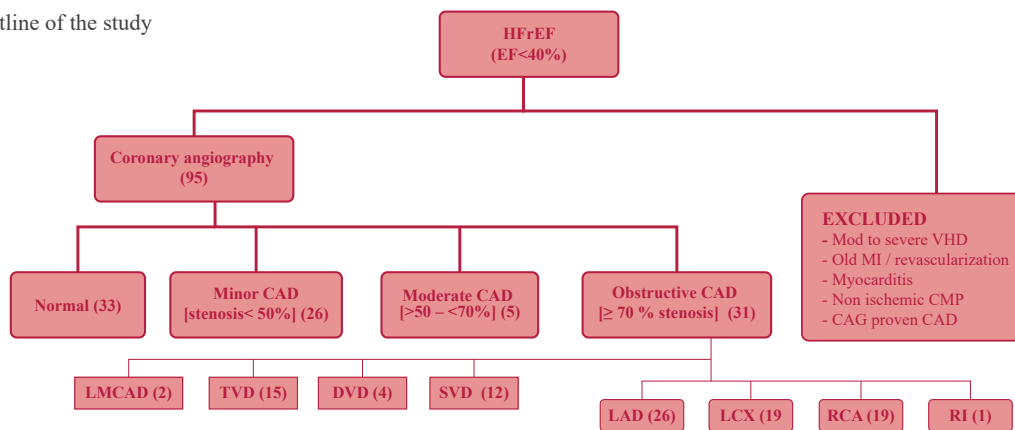 tline of the study
HFrEF
(EF<40%)
Coronary angiography
(95)
EXCLUDED
- Mod to severe VHD
- Old MI / revascularization
- Myocarditis
- Non ischemic CMP
- CAG proven CAD
Normal (33)
Minor CAD
[stenosis< 50%] (26)
Moderate CAD
[>50 – <70%] (5)
Obstructive CAD
[≥ 70 % stenosis] (31)
LMCAD (2)
TVD (15)
DVD (4)
SVD (12)
LAD (26)
LCX (19
RCA (19)
RI (1)